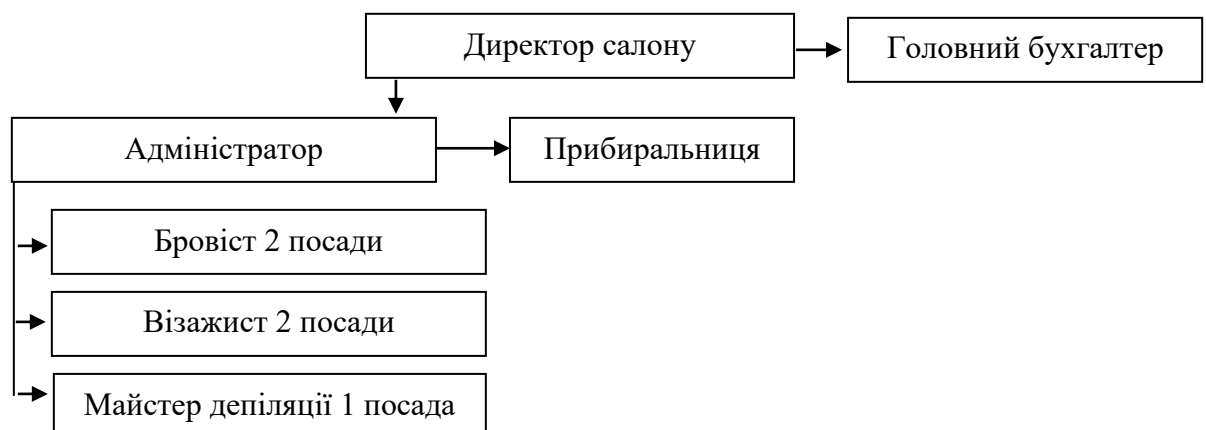 Директор салону
Головний бухгалтер
Адміністратор
Прибиральниця
Бровіст 2 посади
Візажист 2 посади
Майстер депіляції 1 посада